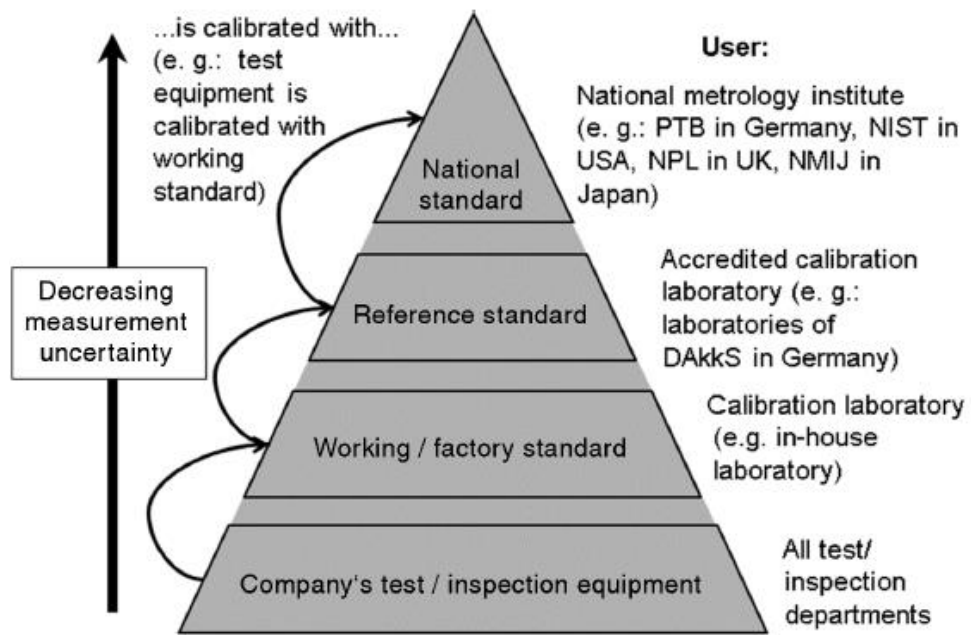 ...is calibrated with...
(e. g.: test
equipment is
calibrated with
working
standard)
User:
National metrology institute
(e. g.: PTB in Germany, NIST in
USA, NPL in UK, NMIJ in
Japan)
National
standard
Decreasing
measurement
uncertainty
Reference standard
Accredited calibration
laboratory (e. g.:
laboratories of
DAkkS in Germany)
Working / factory standard
Calibration laboratory
(e.g. in-house
laboratory)
Company's test / inspection equipment
All test/
inspection
departments